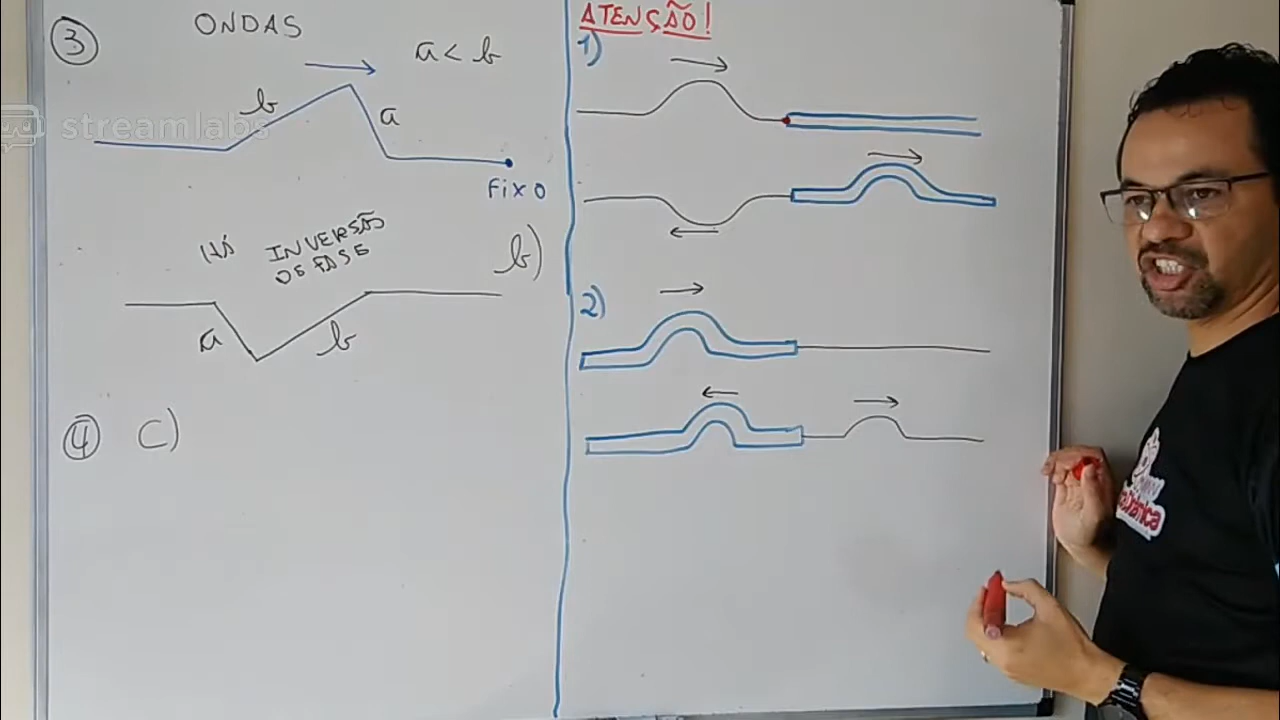 ③ ONDAS
a < b
streamlabs
b
a
FiXO
HÁ INVERSÃO
DE FASE
b)
a
b
④ C)
ATENÇÃO!
1)
2)